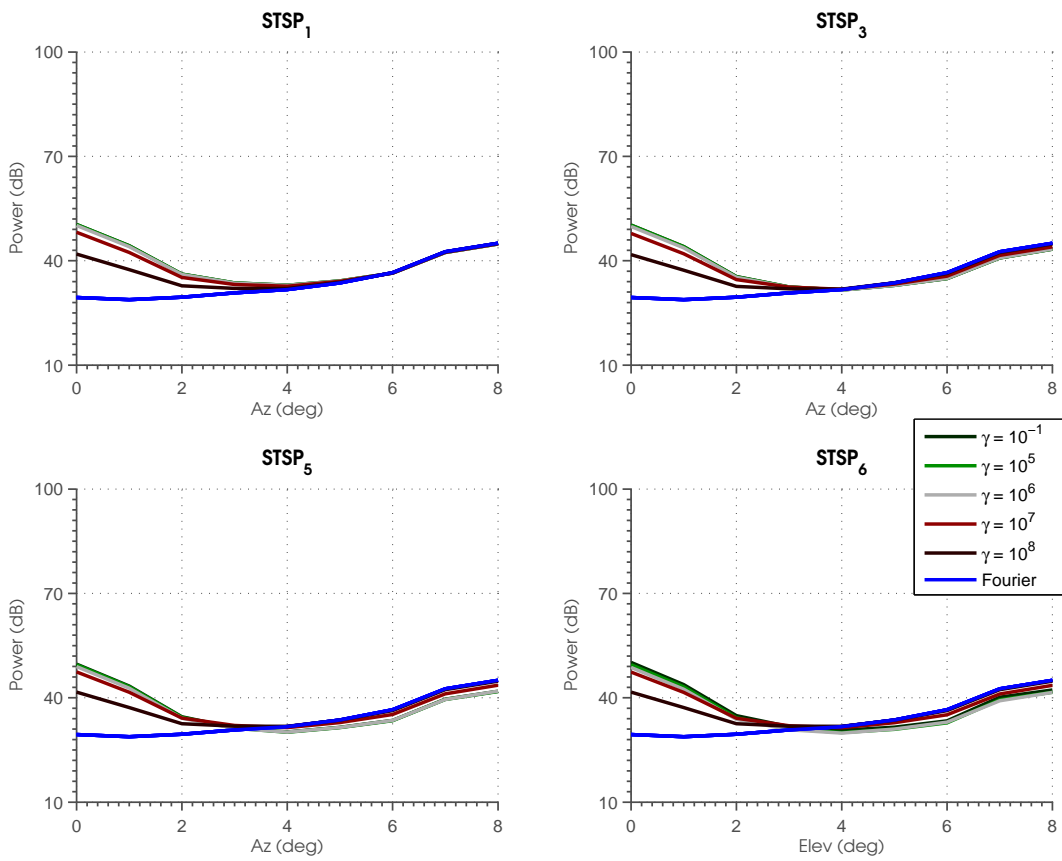 STSP₁
100
70
40
10
Power (dB)
0 2 4 6 8
Az (deg)
STSP₃
100
70
40
10
Power (dB)
0 2 4 6 8
Az (deg)
STSP₅
100
70
40
10
Power (dB)
0 2 4 6 8
Az (deg)
STSP₆
100
70
40
10
Power (dB)
0 2 4 6 8
Elev (deg)
γ = 10⁻¹
γ = 10⁵
γ = 10⁶
γ = 10⁷
γ = 10⁸
Fourier